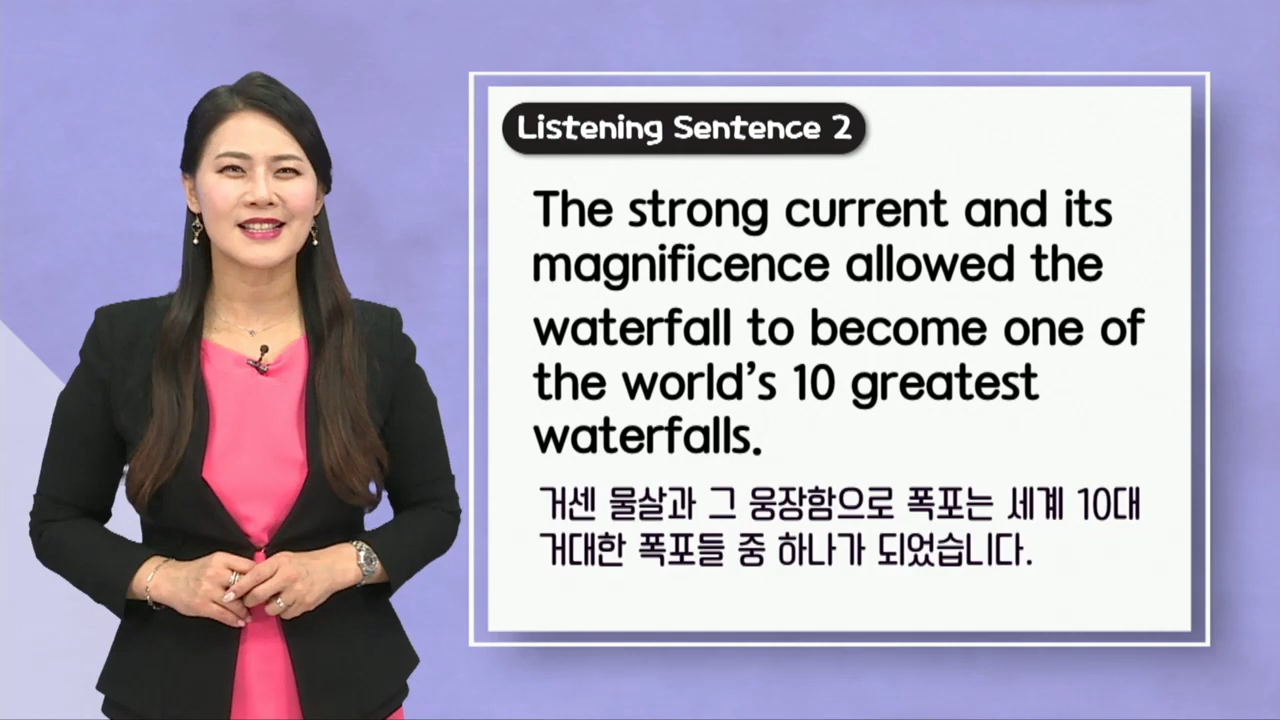 Listening Sentence 2
The strong current and its
magnificence allowed the
waterfall to become one of
the world’s 10 greatest
waterfalls.
거센 물살과 그 웅장함으로 폭포는 세계 10대
거대한 폭포들 중 하나가 되었습니다.